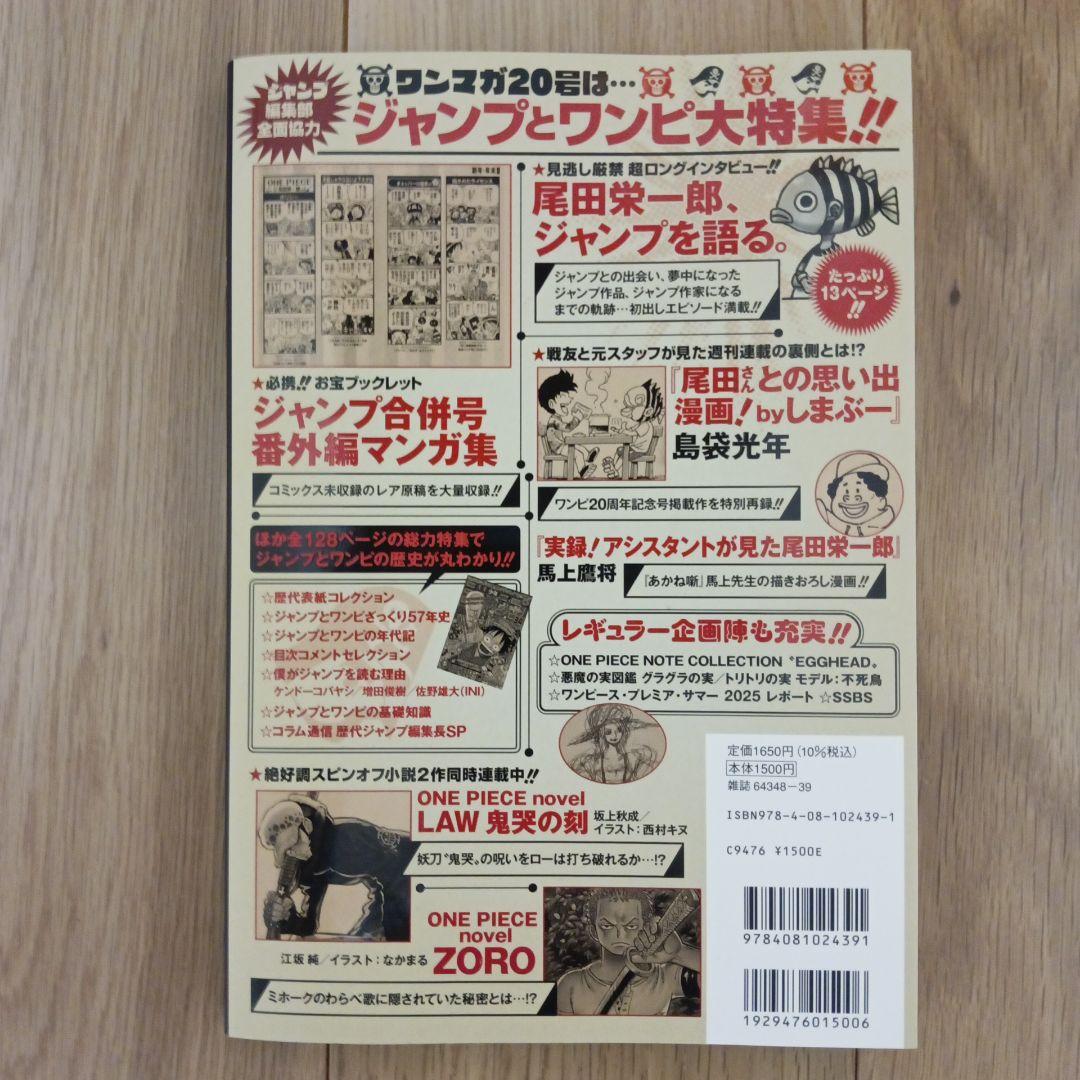 ジャンプ
編集部
全面協力
ワンマガ20号は…
ジャンプとワンピ大特集!!
ONE PIECE
★必携!! お宝ブックレット
ジャンプ合併号
番外編マンガ集
コミックス未収録のレア原稿を大量収録!!
★見逃し厳禁 超ロングインタビュー!!
尾田栄一郎、
ジャンプを語る。
ジャンプとの出会い、夢中になった
ジャンプ作品、ジャンプ作家になる
までの軌跡…初出しエピソード満載!!
たっぷり
13ページ
!!
★戦友と元スタッフが見た週刊連載の裏側とは!?
『尾田さんとの思い出
漫画! byしまぶー』
島袋光年
ワンピ20周年記念号掲載作を特別再録!!
『実録! アシスタントが見た尾田栄一郎』
馬上鷹将
『あかね噺』馬上先生の描きおろし漫画!!
ほか全128ページの総力特集で
ジャンプとワンピの歴史が丸わかり!!
☆歴代表紙コレクション
☆ジャンプとワンピざっくり57年史
☆ジャンプとワンピの年代記
☆目次コメントセレクション
☆僕がジャンプを読む理由
ケンドーコバヤシ/増田俊樹/佐野雄大(INI)
☆ジャンプとワンピの基礎知識
☆コラム通信 歴代ジャンプ編集長SP
レギュラー企画陣も充実!!
☆ONE PIECE NOTE COLLECTION〝EGGHEAD〟
☆悪魔の実図鑑 グラグラの実/トリトリの実 モデル:不死鳥
☆ワンピース・プレミア・サマー 2025 レポート ☆SSBS
★絶好調スピンオフ小説2作同時連載中!!
ONE PIECE novel
LAW 鬼哭の刻
坂上秋成/
イラスト:西村キヌ
妖刀〝鬼哭〟の呪いをローは打ち破れるか…!?
ONE PIECE
novel
ZORO
江坂 純/イラスト:なかまる
ミホークのわらべ歌に隠されていた秘密とは…!?
定価1650円(10%税込)
本体1500円
雑誌 64348-39
ISBN978-4-08-102439-1
C9476 ¥1500E
9784081024391
1929476015006